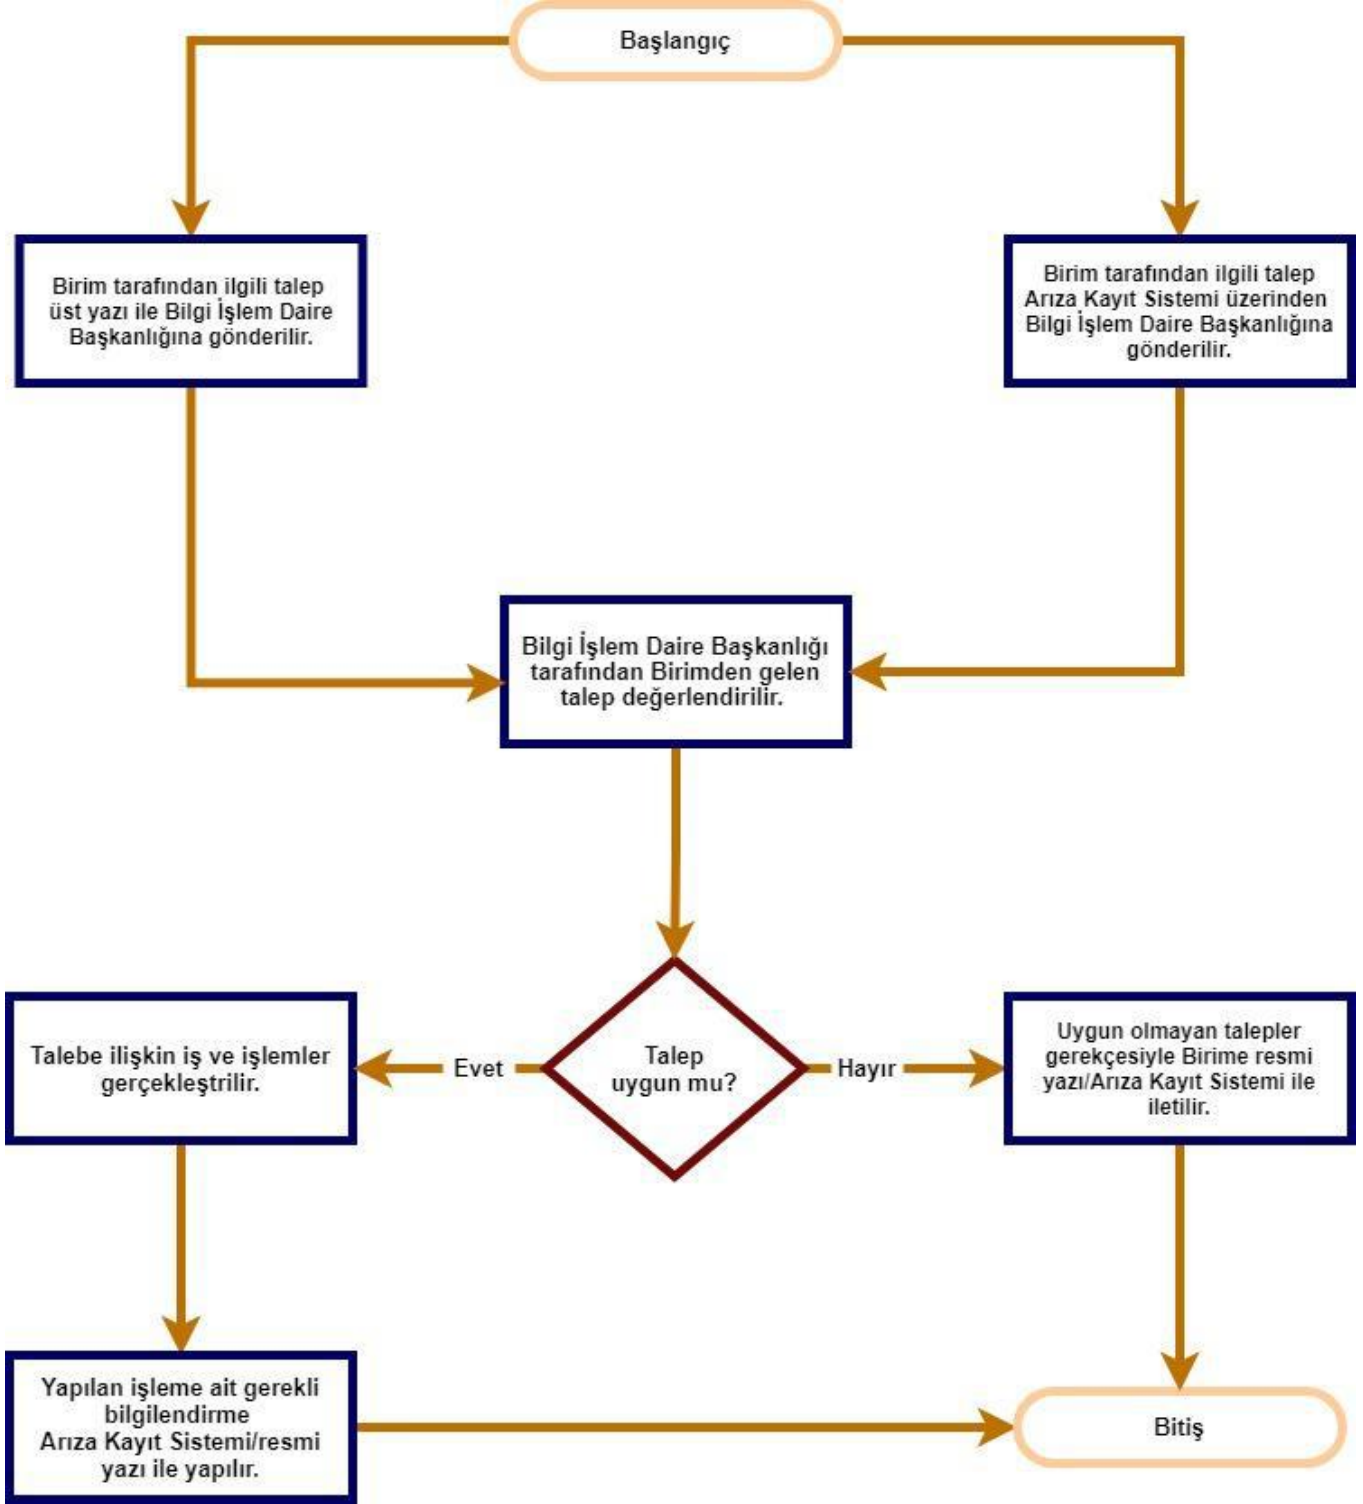 Başlangıç
Birim tarafından ilgili talep
üst yazı ile Bilgi İşlem Daire
Başkanlığına gönderilir.
Birim tarafından ilgili talep
Arıza Kayıt Sistemi üzerinden
Bilgi İşlem Daire Başkanlığına
gönderilir.
Bilgi İşlem Daire Başkanlığı
tarafından Birimden gelen
talep değerlendirilir.
Talebe ilişkin iş ve işlemler
gerçekleştrilir.
Evet
Talep
uygun mu?
Hayır
Uygun olmayan talepler
gerekçesiyle Birime resmi
yazı/Arıza Kayıt Sistemi ile
iletilir.
Yapılan işleme ait gerekli
bilgilendirme
Arıza Kayıt Sistemi/resmi
yazı ile yapılır.
Bitiş